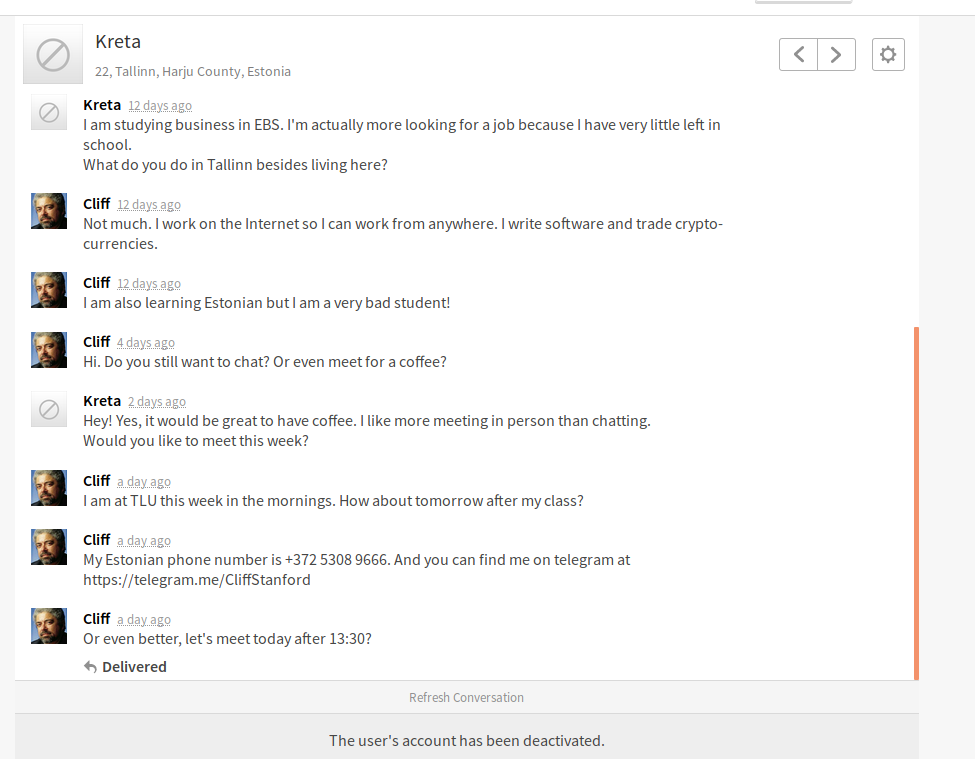 Kreta
22, Tallinn, Harju County, Estonia
Kreta 12 days ago
I am studying business in EBS. I'm actually more looking for a job because I have very little left in
school.
What do you do in Tallinn besides living here?
Cliff 12 days ago
Not much. I work on the Internet so I can work from anywhere. I write software and trade crypto-
currencies.
Cliff 12 days ago
I am also learning Estonian but I am a very bad student!
Cliff 4 days ago
Hi. Do you still want to chat? Or even meet for a coffee?
Kreta 2 days ago
Hey! Yes, it would be great to have coffee. I like more meeting in person than chatting.
Would you like to meet this week?
Cliff a day ago
I am at TLU this week in the mornings. How about tomorrow after my class?
Cliff a day ago
My Estonian phone number is +372 5308 9666. And you can find me on telegram at
https://telegram.me/CliffStanford
Cliff a day ago
Or even better, let's meet today after 13:30?
Delivered
Refresh Conversation
The user's account has been deactivated.